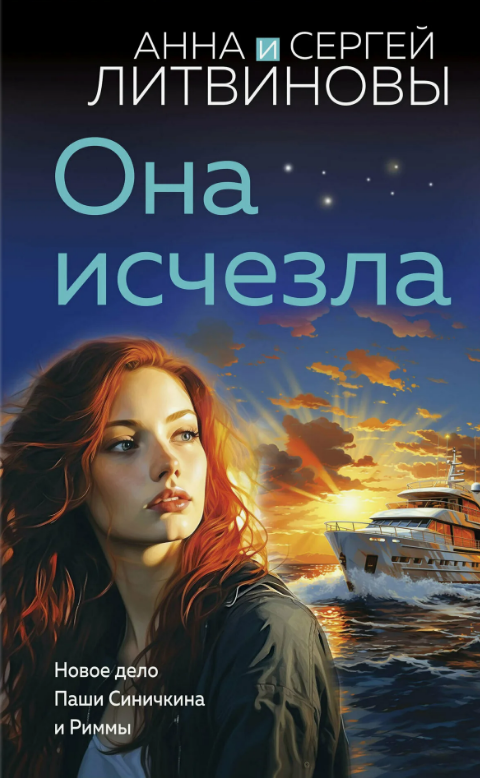 АННА И СЕРГЕЙ
ЛИТВИНОВЫ
Она
исчезла
Новое дело
Паши Синичкина
и Риммы